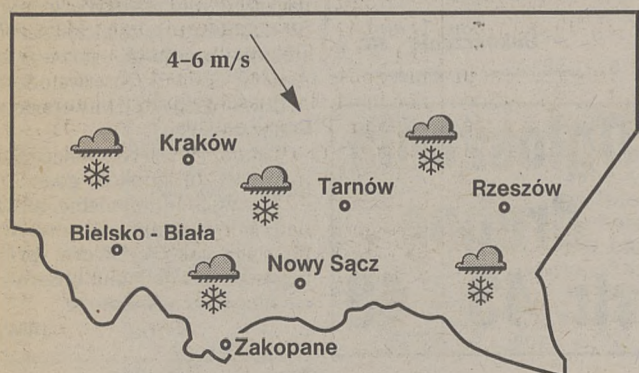 4–6 m/s
Kraków
Tarnów
Rzeszów
Bielsko - Biała
Nowy Sącz
Zakopane